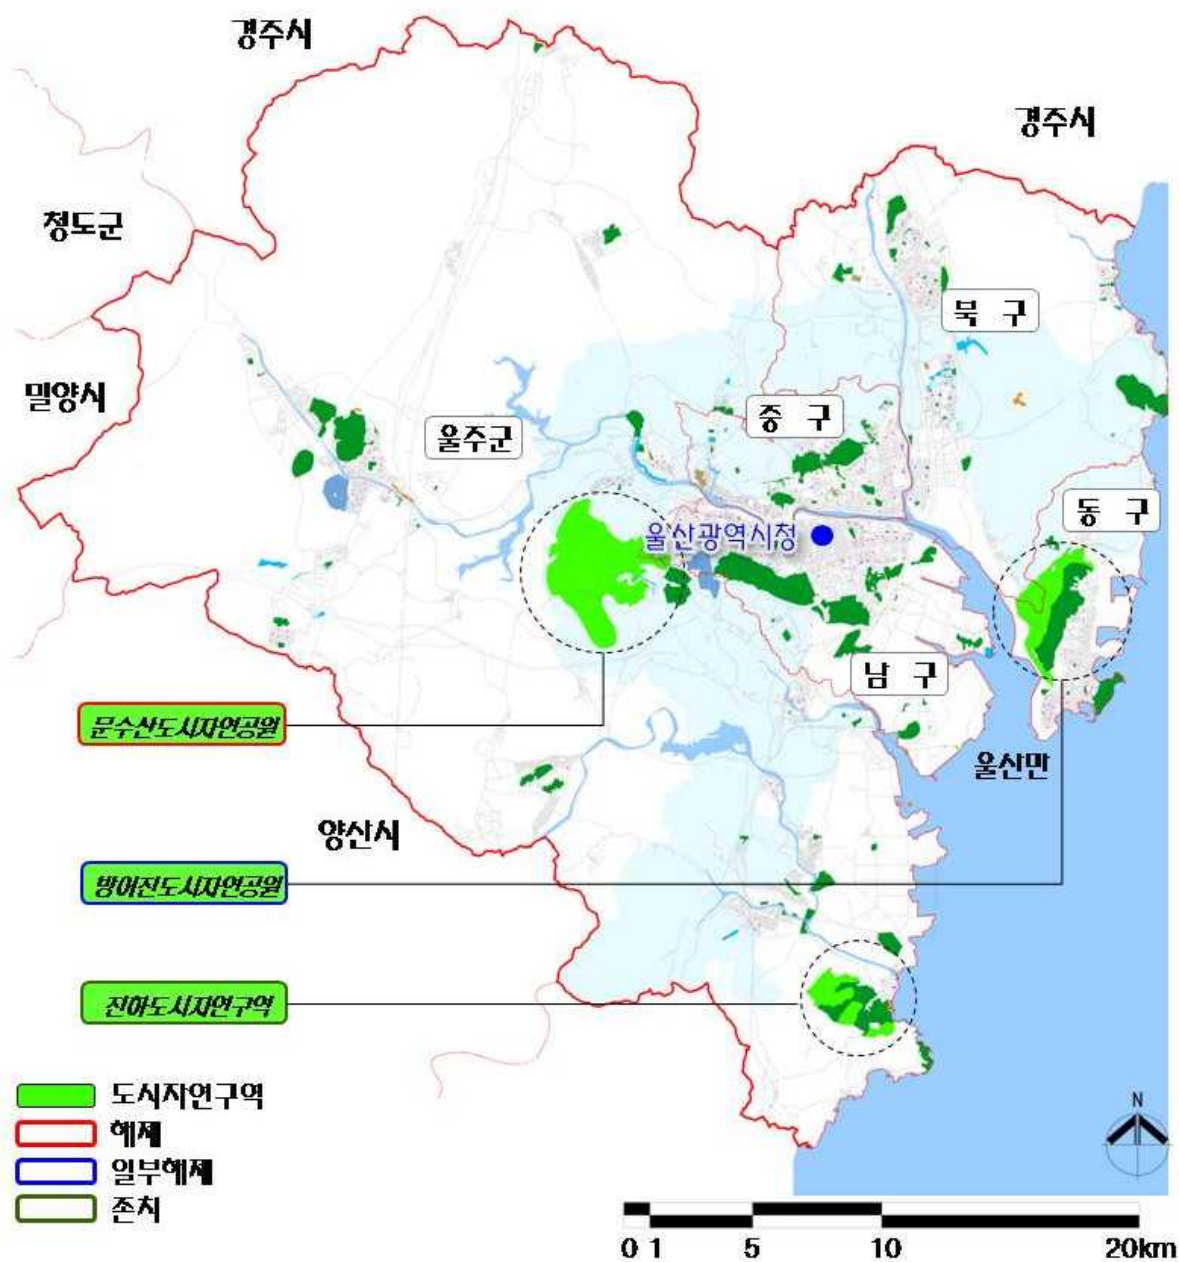 경주시
경주시
청도군
북 구
밀양시
중 구
울주군
동 구
울산광역시청
남 구
문수산도시자연공원
울산만
양산시
방어진도시자연공원
진하도시자연구역
도시자연구역
해제
일부해제
존치
N
0 1 5 10 20km